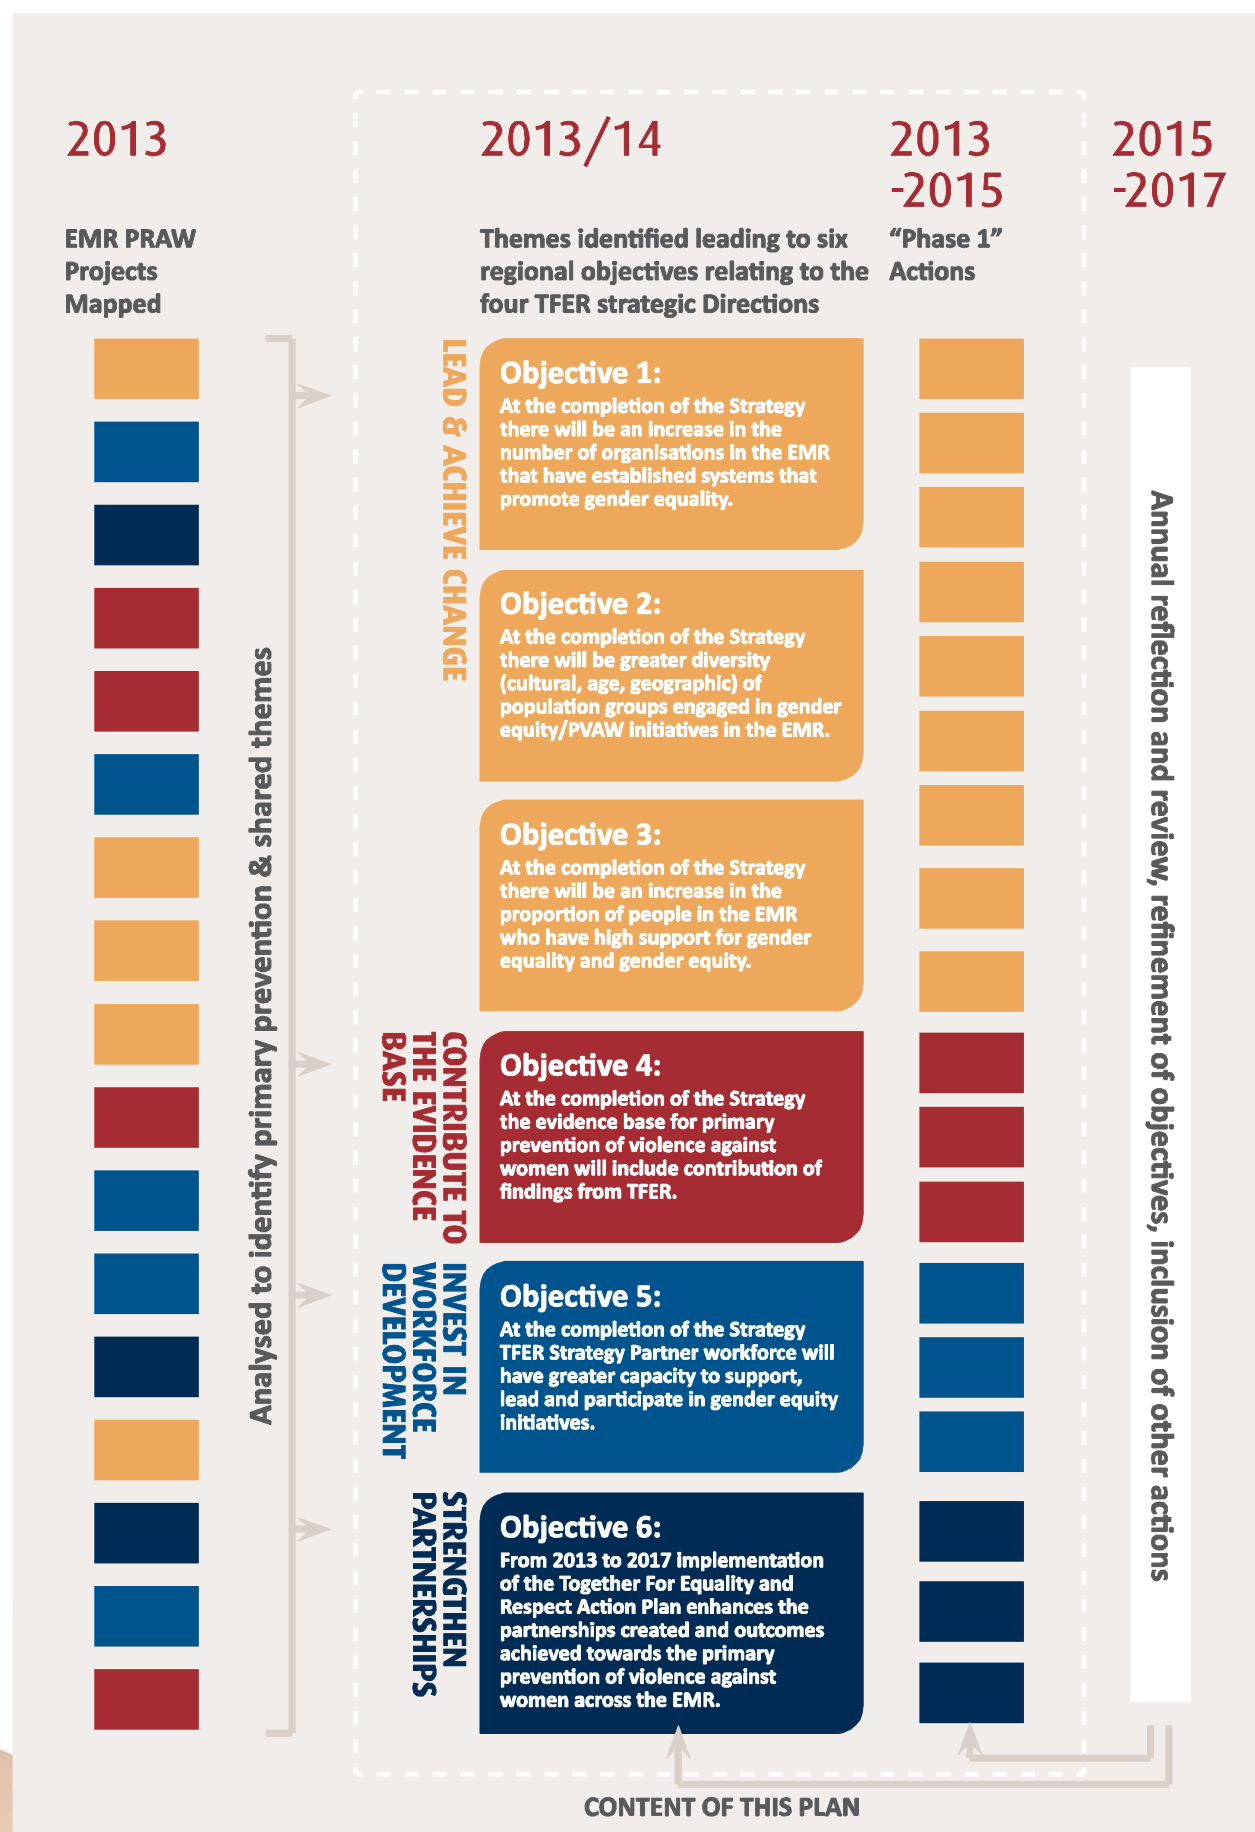 2013
EMR PRAW
Projects
Mapped
Analysed to identify primary prevention & shared themes
2013/14
Themes identified leading to six
regional objectives relating to the
four TFER strategic Directions
LEAD & ACHIEVE CHANGE
Objective 1:
At the completion of the Strategy
there will be an increase in the
number of organisations in the EMR
that have established systems that
promote gender equality.
Objective 2:
At the completion of the Strategy
there will be greater diversity
(cultural, age, geographic) of
population groups engaged in gender
equity/PVAW initiatives in the EMR.
Objective 3:
At the completion of the Strategy
there will be an increase in the
proportion of people in the EMR
who have high support for gender
equality and gender equity.
CONTRIBUTE TO
THE EVIDENCE
BASE
Objective 4:
At the completion of the Strategy
the evidence base for primary
prevention of violence against
women will include contribution of
findings from TFER.
INVEST IN
WORKFORCE
DEVELOPMENT
Objective 5:
At the completion of the Strategy
TFER Strategy Partner workforce will
have greater capacity to support,
lead and participate in gender equity
initiatives.
STRENGTHEN
PARTNERSHIPS
Objective 6:
From 2013 to 2017 implementation
of the Together For Equality and
Respect Action Plan enhances the
partnerships created and outcomes
achieved towards the primary
prevention of violence against
women across the EMR.
2013
-2015
“Phase 1”
Actions
2015
-2017
Annual reflection and review, refinement of objectives, inclusion of other actions
CONTENT OF THIS PLAN